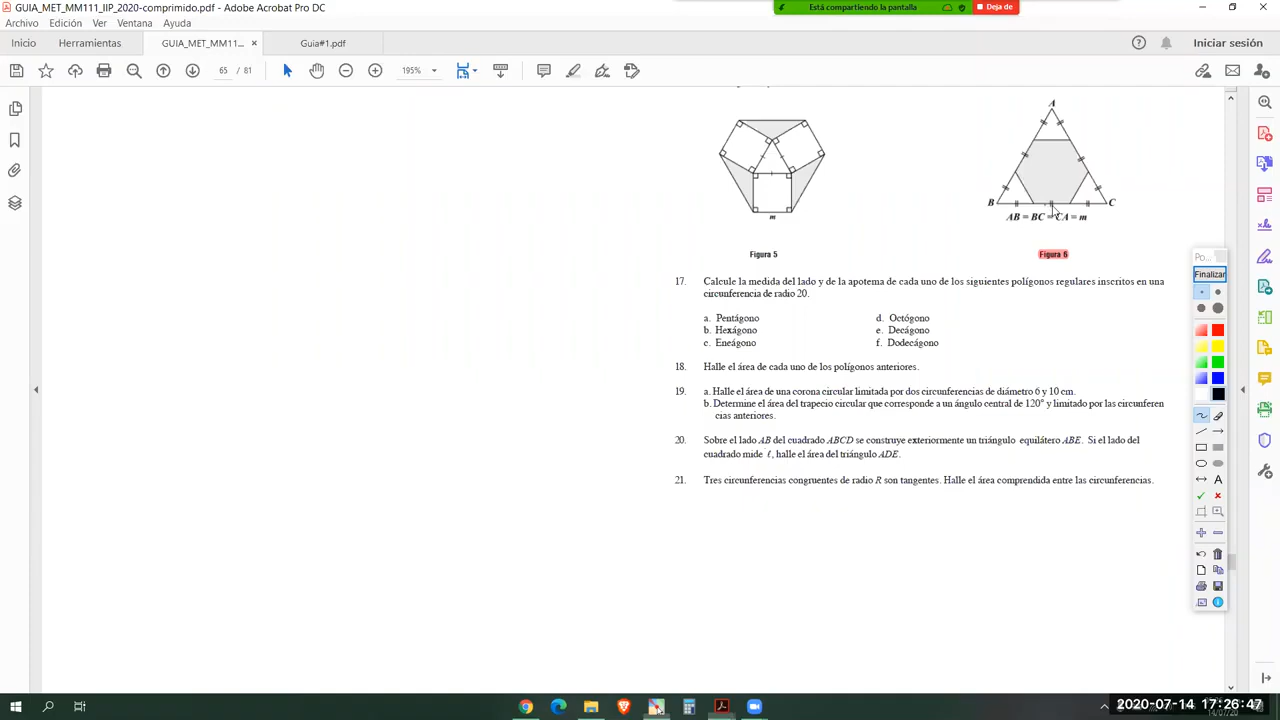 GUIA_MET_MM111_IIP_2020-comprimido.pdf - Adobe Acrobat Pro DC
Está compartiendo la pantalla
Deja de
Archivo Edición Ver Ventana Ayuda
Inicio Herramientas GUIA_MET_MM111_... × Guia#1.pdf Iniciar sesión
65 / 81 195%
A
B C
AB = BC = CA = m
m
Figura 5 Figura 6
17. Calcule la medida del lado y de la apotema de cada uno de los siguientes polígonos regulares inscritos en una
circunferencia de radio 20.
a. Pentágono d. Octógono
b. Hexágono e. Decágono
c. Eneágono f. Dodecágono
18. Halle el área de cada uno de los polígonos anteriores.
19. a. Halle el área de una corona circular limitada por dos circunferencias de diámetro 6 y 10 cm.
b. Determine el área del trapecio circular que corresponde a un ángulo central de 120° y limitado por las circunferen
cias anteriores.
20. Sobre el lado AB del cuadrado ABCD se construye exteriormente un triángulo equilátero ABE. Si el lado del
cuadrado mide ℓ, halle el área del triángulo ADE.
21. Tres circunferencias congruentes de radio R son tangentes. Halle el área comprendida entre las circunferencias.
Po...
Finalizar
A
2020-07-14 17:26:47